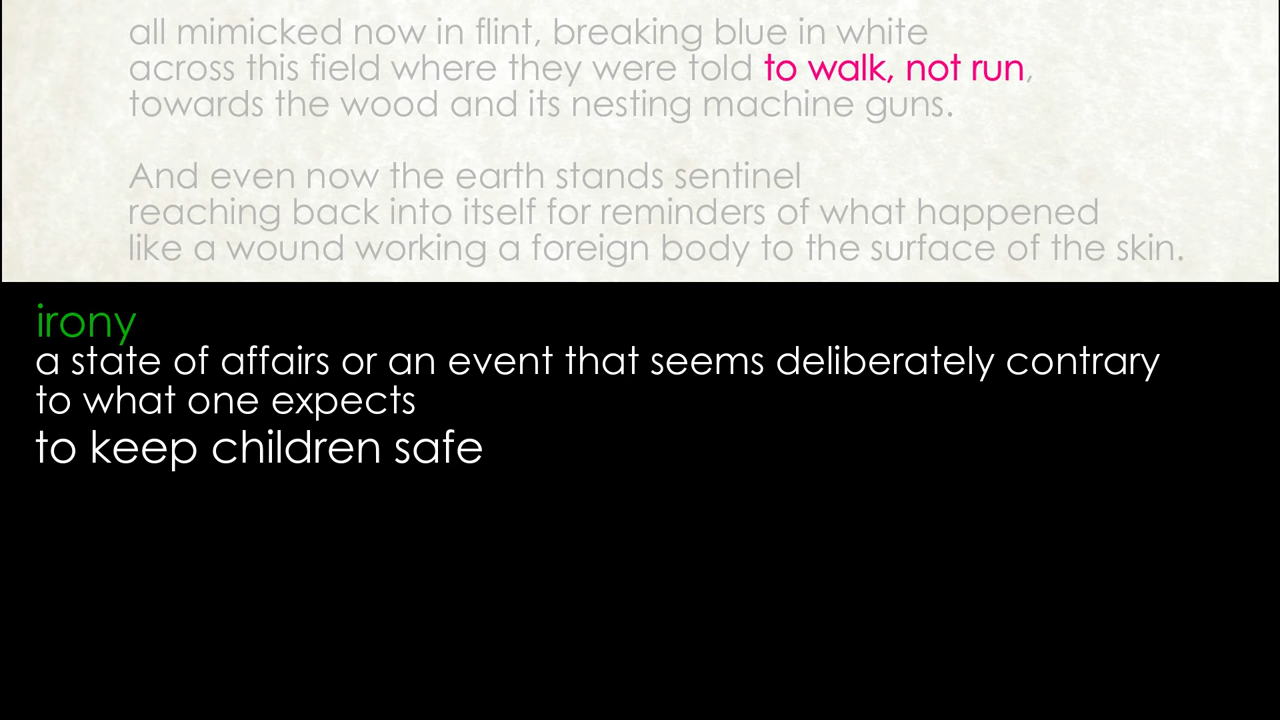 all mimicked now in flint, breaking blue in white
across this field where they were told to walk, not run,
towards the wood and its nesting machine guns.
And even now the earth stands sentinel
reaching back into itself for reminders of what happened
like a wound working a foreign body to the surface of the skin.
irony
a state of affairs or an event that seems deliberately contrary
to what one expects
to keep children safe